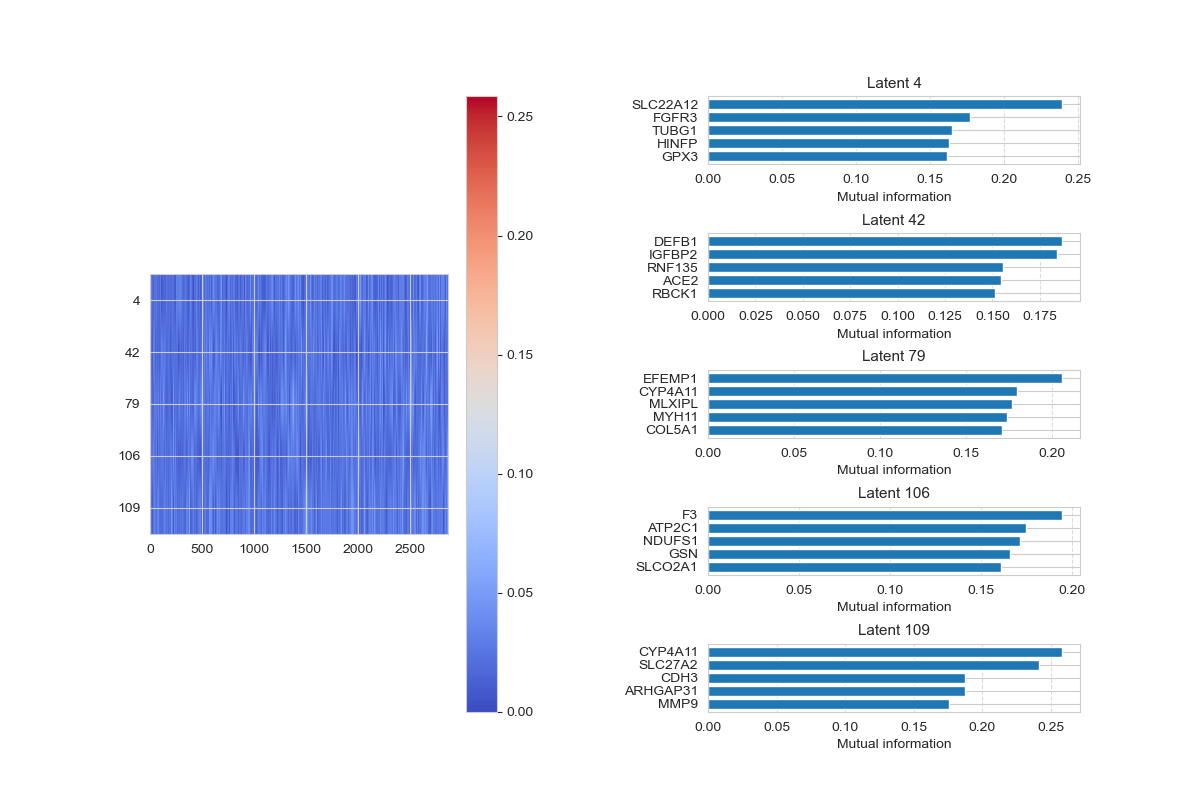 4
42
79
106
109
0 500 1000 1500 2000 2500
0.25
0.20
0.15
0.10
0.05
0.00
Latent 4
SLC22A12
FGFR3
TUBG1
HINFP
GPX3
0.00 0.05 0.10 0.15 0.20 0.25
Mutual information
Latent 42
DEFB1
IGFBP2
RNF135
ACE2
RBCK1
0.000 0.025 0.050 0.075 0.100 0.125 0.150 0.175
Mutual information
Latent 79
EFEMP1
CYP4A11
MLXIPL
MYH11
COL5A1
0.00 0.05 0.10 0.15 0.20
Mutual information
Latent 106
F3
ATP2C1
NDUFS1
GSN
SLCO2A1
0.00 0.05 0.10 0.15 0.20
Mutual information
Latent 109
CYP4A11
SLC27A2
CDH3
ARHGAP31
MMP9
0.00 0.05 0.10 0.15 0.20 0.25
Mutual information